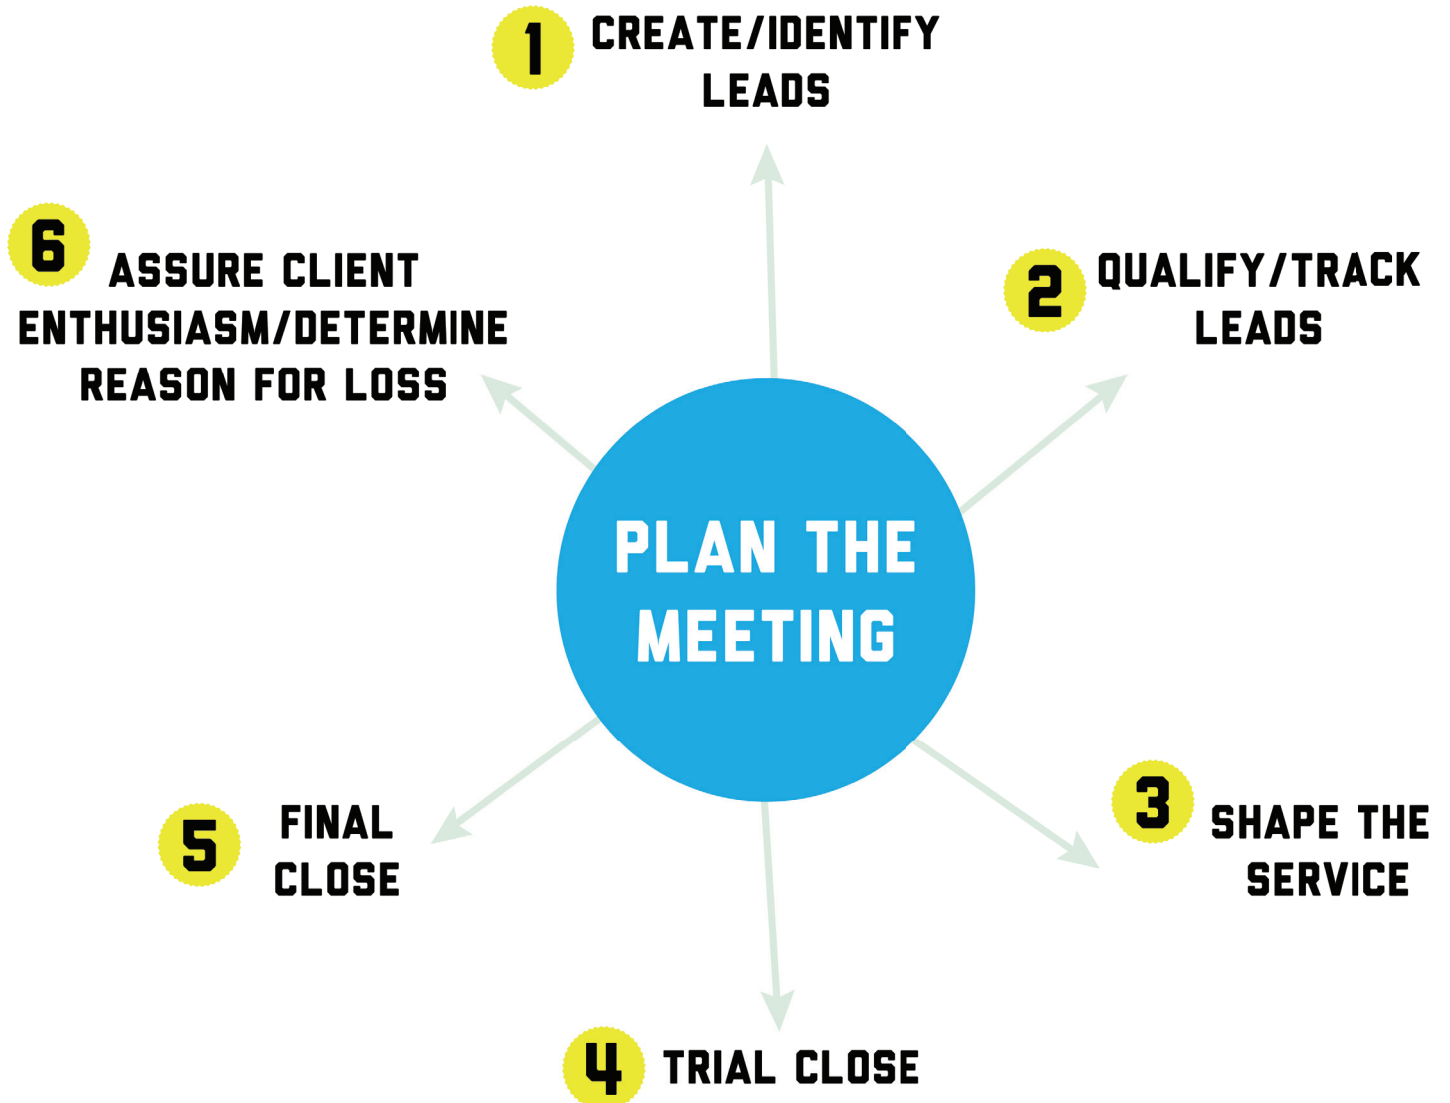 1
CREATE/IDENTIFY
LEADS
2
QUALIFY/TRACK
LEADS
3
SHAPE THE
SERVICE
4
TRIAL CLOSE
5
FINAL
CLOSE
6
ASSURE CLIENT
ENTHUSIASM/DETERMINE
REASON FOR LOSS
PLAN THE
MEETING